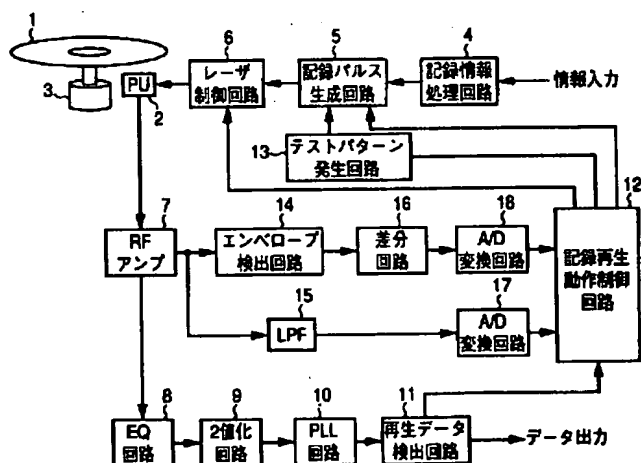 1
6
5
4
レーザ
制御回路
記録パルス
生成回路
記録情報
処理回路
情報入力
PU
3
2
13
テストパターン
発生回路
12
7
14
16
18
RF
アンプ
エンベロープ
検出回路
差分
回路
A/D
変換回路
記録再生
動作制御
回路
15
17
LPF
A/D
変換回路
8
9
10
11
EQ
回路
2値化
回路
PLL
回路
再生データ
検出回路
データ出力